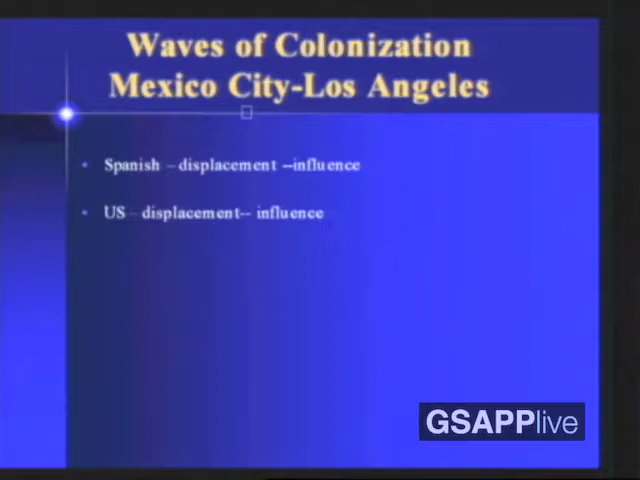 Waves of Colonization
Mexico City-Los Angeles
• Spanish – displacement --influence
• US – displacement-- influence
GSAPPlive